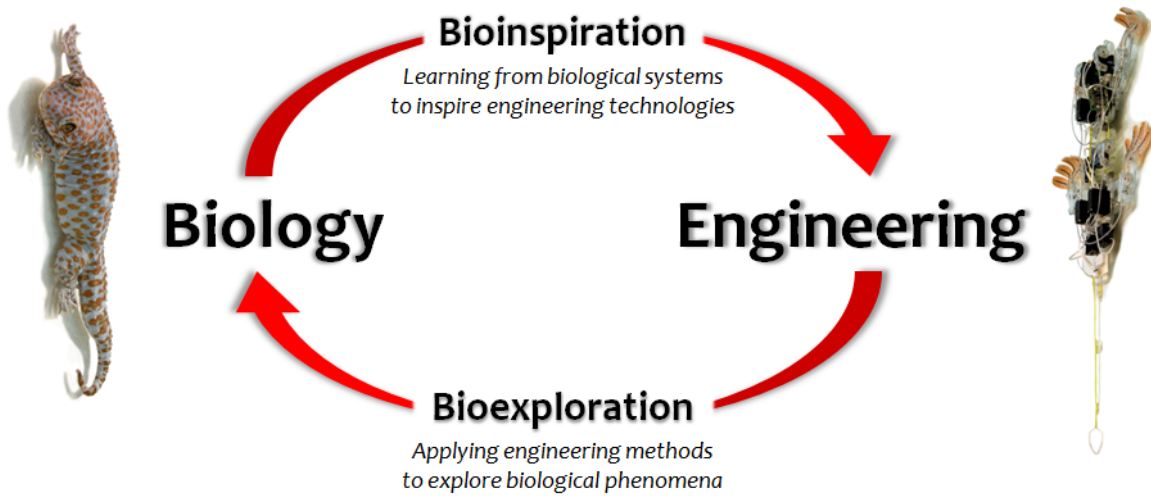 Bioinspiration
Learning from biological systems
to inspire engineering technologies
Biology
Engineering
Bioexploration
Applying engineering methods
to explore biological phenomena